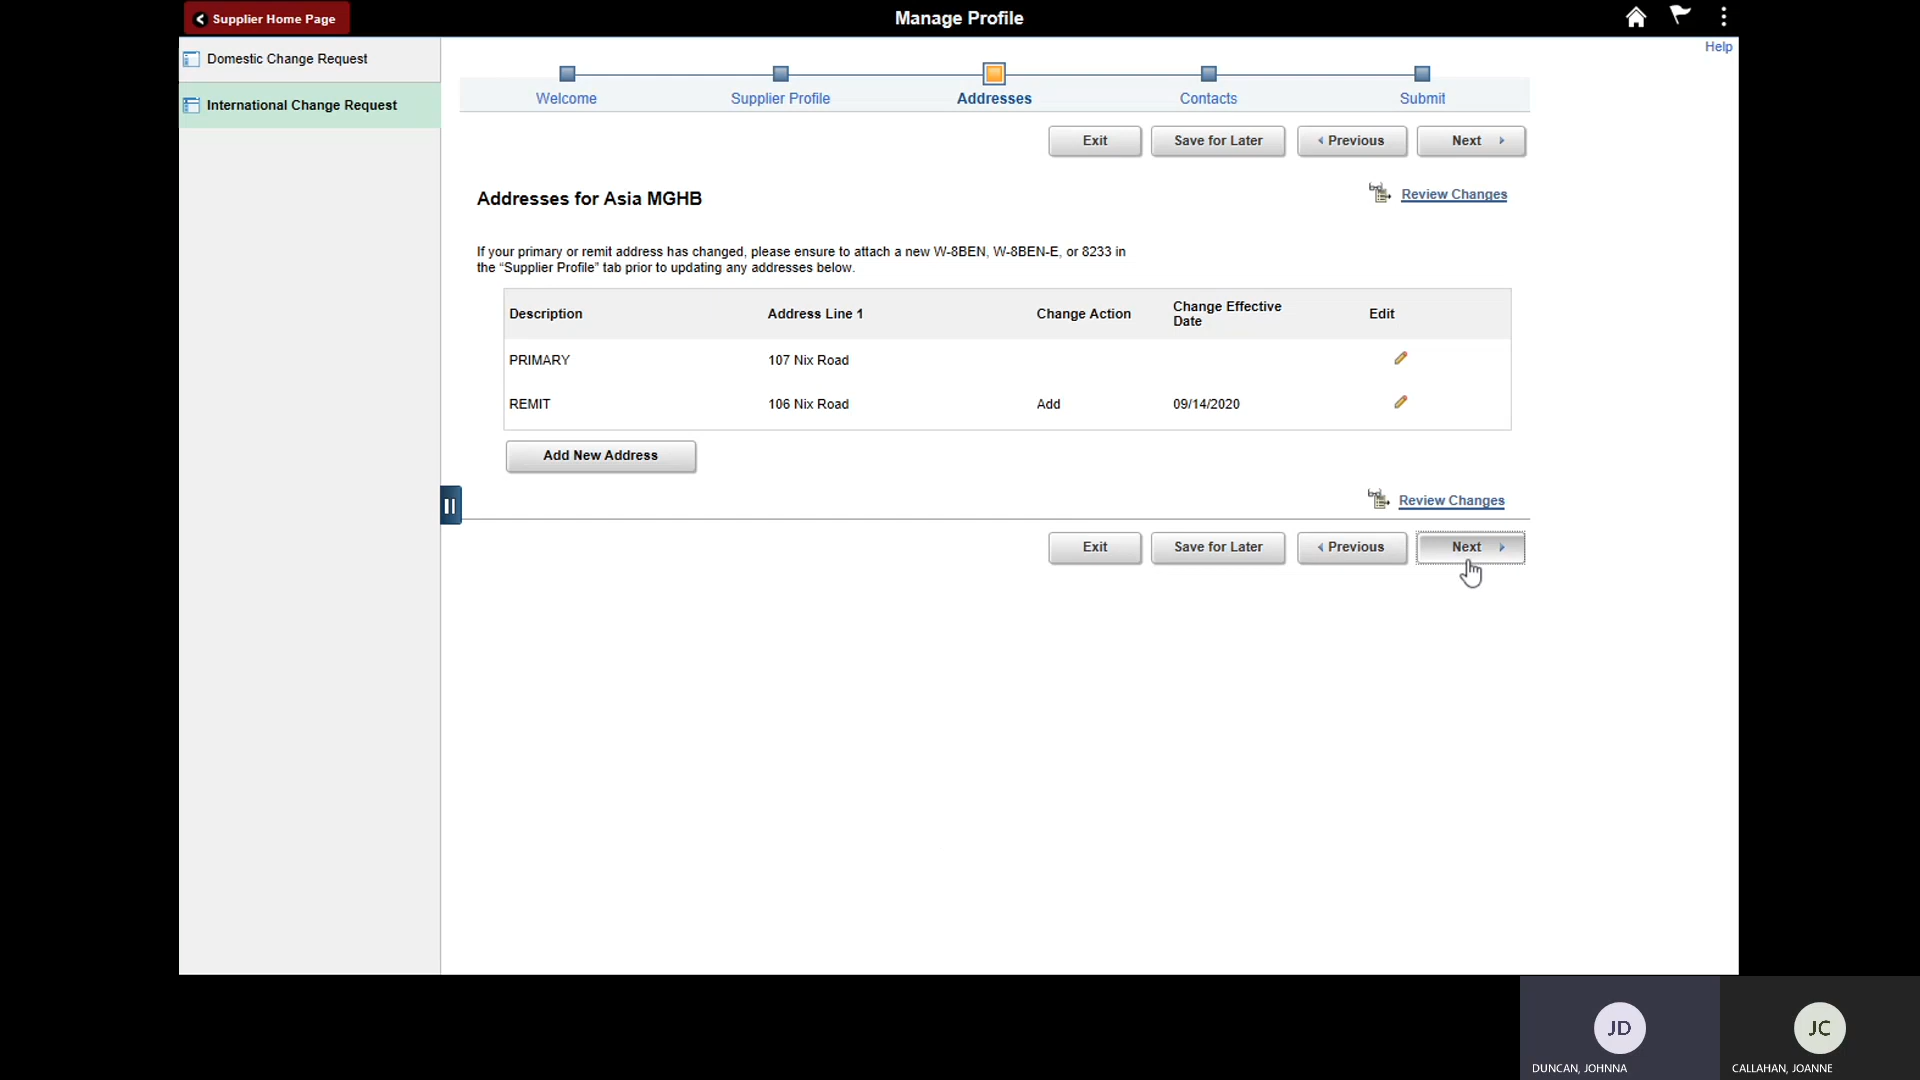 Supplier Home Page
Manage Profile
Help
Domestic Change Request
International Change Request
Welcome
Supplier Profile
Addresses
Contacts
Submit
Exit
Save for Later
Previous
Next
Addresses for Asia MGHB
Review Changes
If your primary or remit address has changed, please ensure to attach a new W-8BEN, W-8BEN-E, or 8233 in
the "Supplier Profile" tab prior to updating any addresses below.
Description Address Line 1 Change Action Change Effective Date Edit
PRIMARY 107 Nix Road
REMIT 106 Nix Road Add 09/14/2020
Add New Address
Review Changes
Exit
Save for Later
Previous
Next
JD
DUNCAN, JOHNNA
JC
CALLAHAN, JOANNE